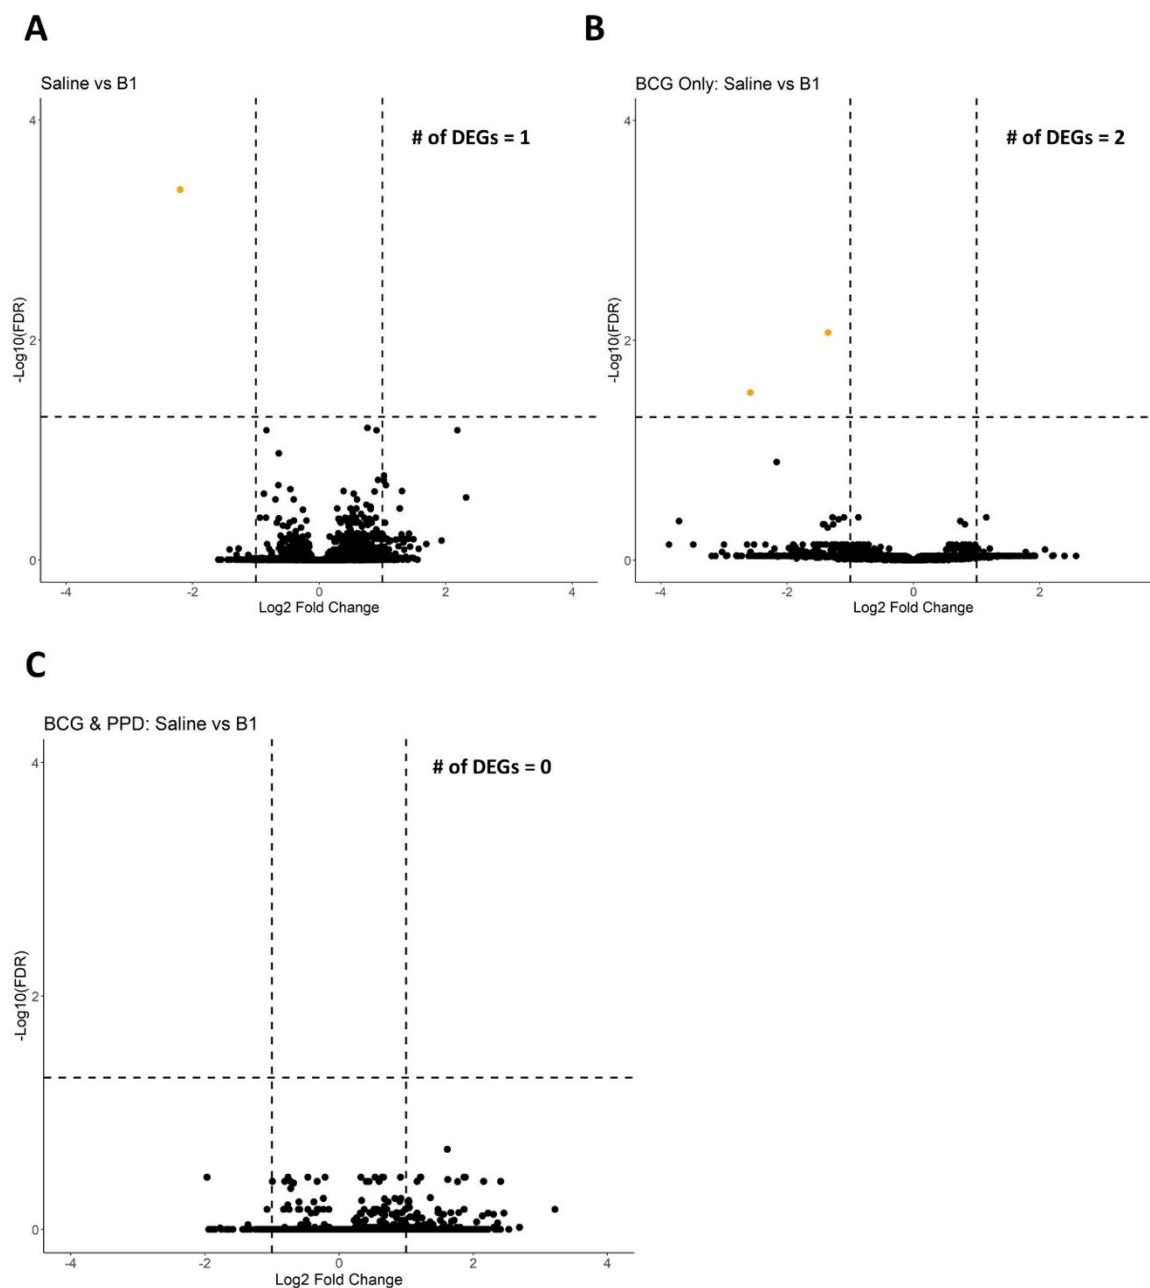 A
Saline vs B1
# of DEGs = 1
4
2
0
-Log10(FDR)
-4 -2 0 2 4
Log2 Fold Change
B
BCG Only: Saline vs B1
# of DEGs = 2
4
2
0
-Log10(FDR)
-4 -2 0 2
Log2 Fold Change
C
BCG & PPD: Saline vs B1
# of DEGs = 0
4
2
0
-Log10(FDR)
-4 -2 0 2 4
Log2 Fold Change